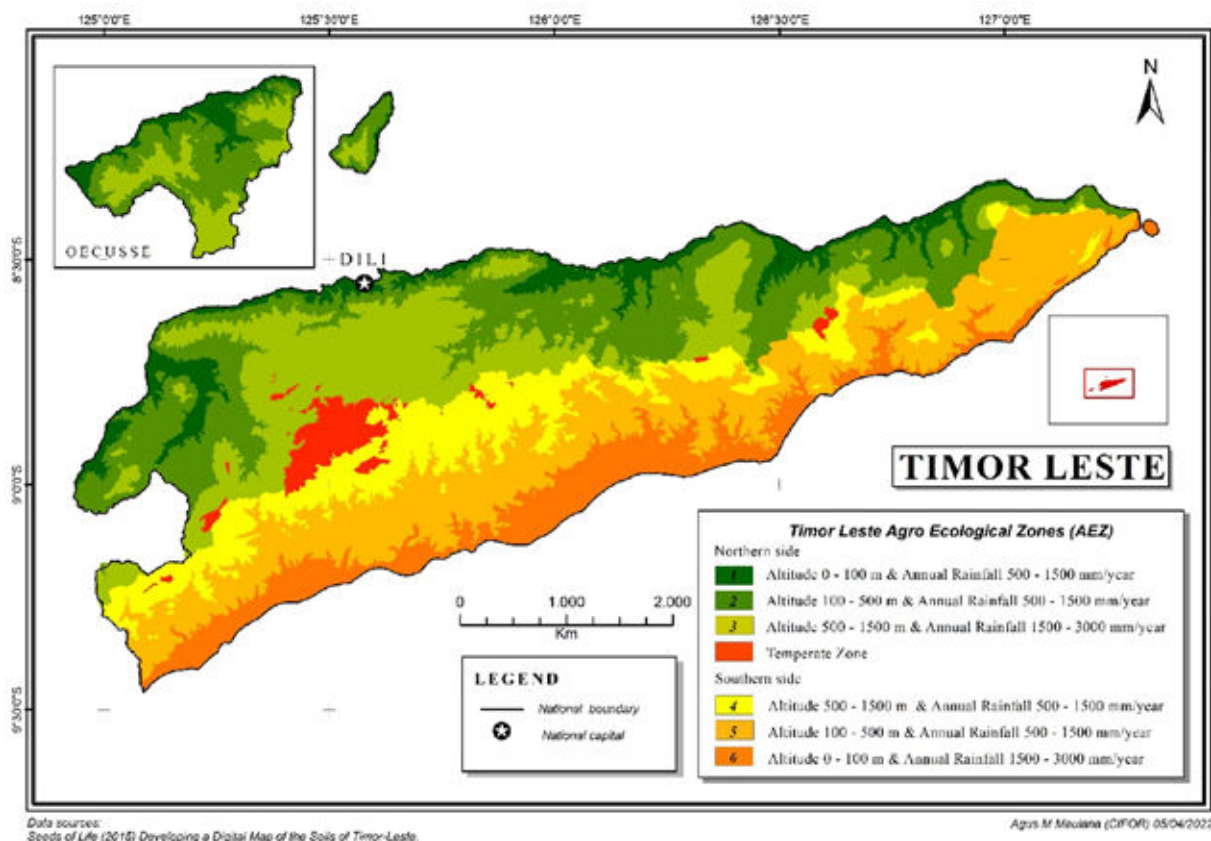 125°0'0"E 125°30'0"E 126°0'0"E 126°30'0"E 127°0'0"E
N
OECUSSE
DILI
8°30'0"S
9°0'0"S
9°30'0"S
TIMOR LESTE
0 1.000 2.000
Km
LEGEND
National boundary
National capital
Timor Leste Agro Ecological Zones (AEZ)
Northern side
1 Altitude 0 - 100 m & Annual Rainfall 500 - 1500 mm/year
2 Altitude 100 - 500 m & Annual Rainfall 500 - 1500 mm/year
3 Altitude 500 - 1500 m & Annual Rainfall 1500 - 3000 mm/year
Temperate Zone
Southern side
4 Altitude 500 - 1500 m & Annual Rainfall 500 - 1500 mm/year
5 Altitude 100 - 500 m & Annual Rainfall 500 - 1500 mm/year
6 Altitude 0 - 100 m & Annual Rainfall 1500 - 3000 mm/year
Data sources:
Seeds of Life (2015) Developing a Digital Map of the Soils of Timor-Leste.
Agus M Maulana (CIFOR) 05/04/2022